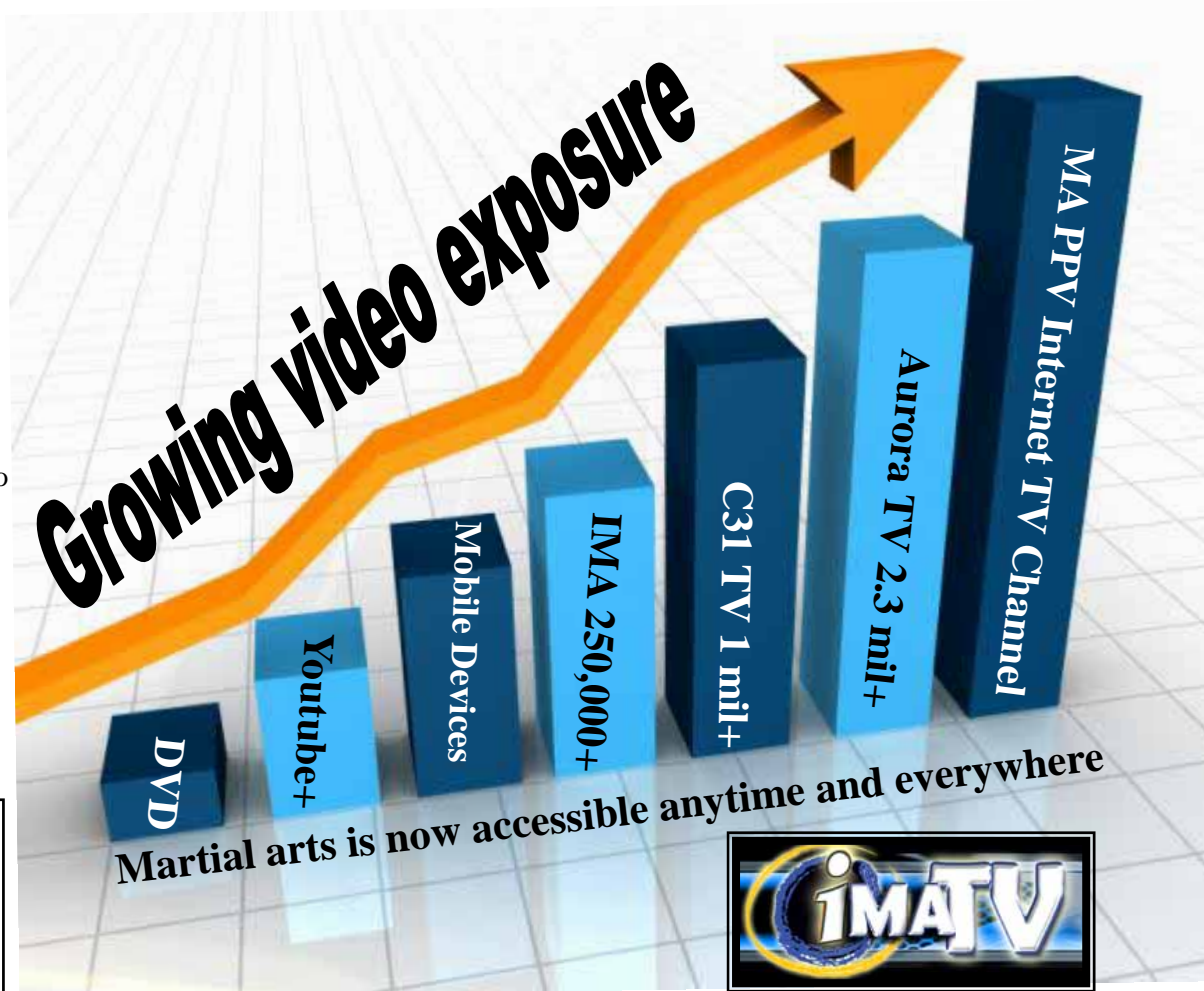 Growing video exposure
DVD
Youtube+
Mobile Devices
IMA 250,000+
C31 TV 1 mil+
Aurora TV 2.3 mil+
MA PPV Internet TV Channel
Martial arts is now accessible anytime and everywhere
iMATV